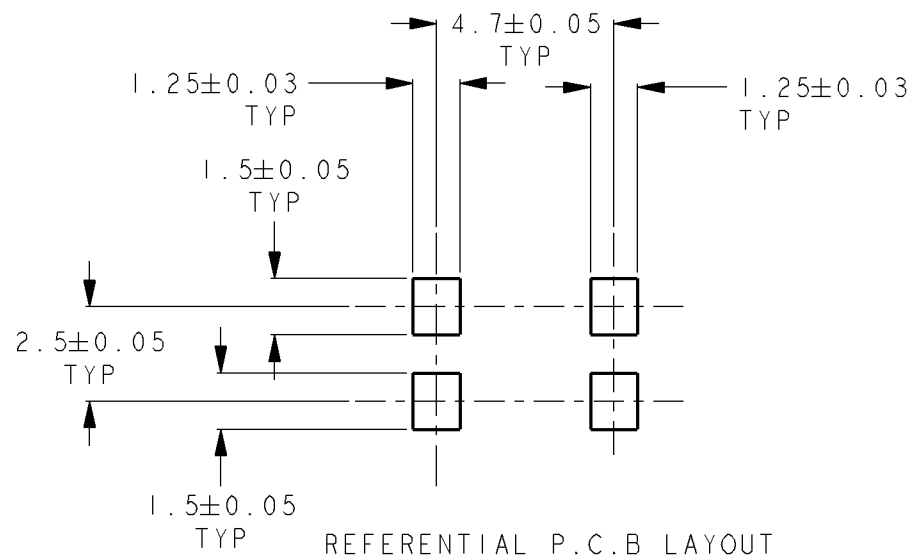 4.7±0.05
TYP
1.25±0.03
TYP
1.25±0.03
TYP
1.5±0.05
TYP
2.5±0.05
TYP
1.5±0.05
TYP
REFERENTIAL P.C.B LAYOUT